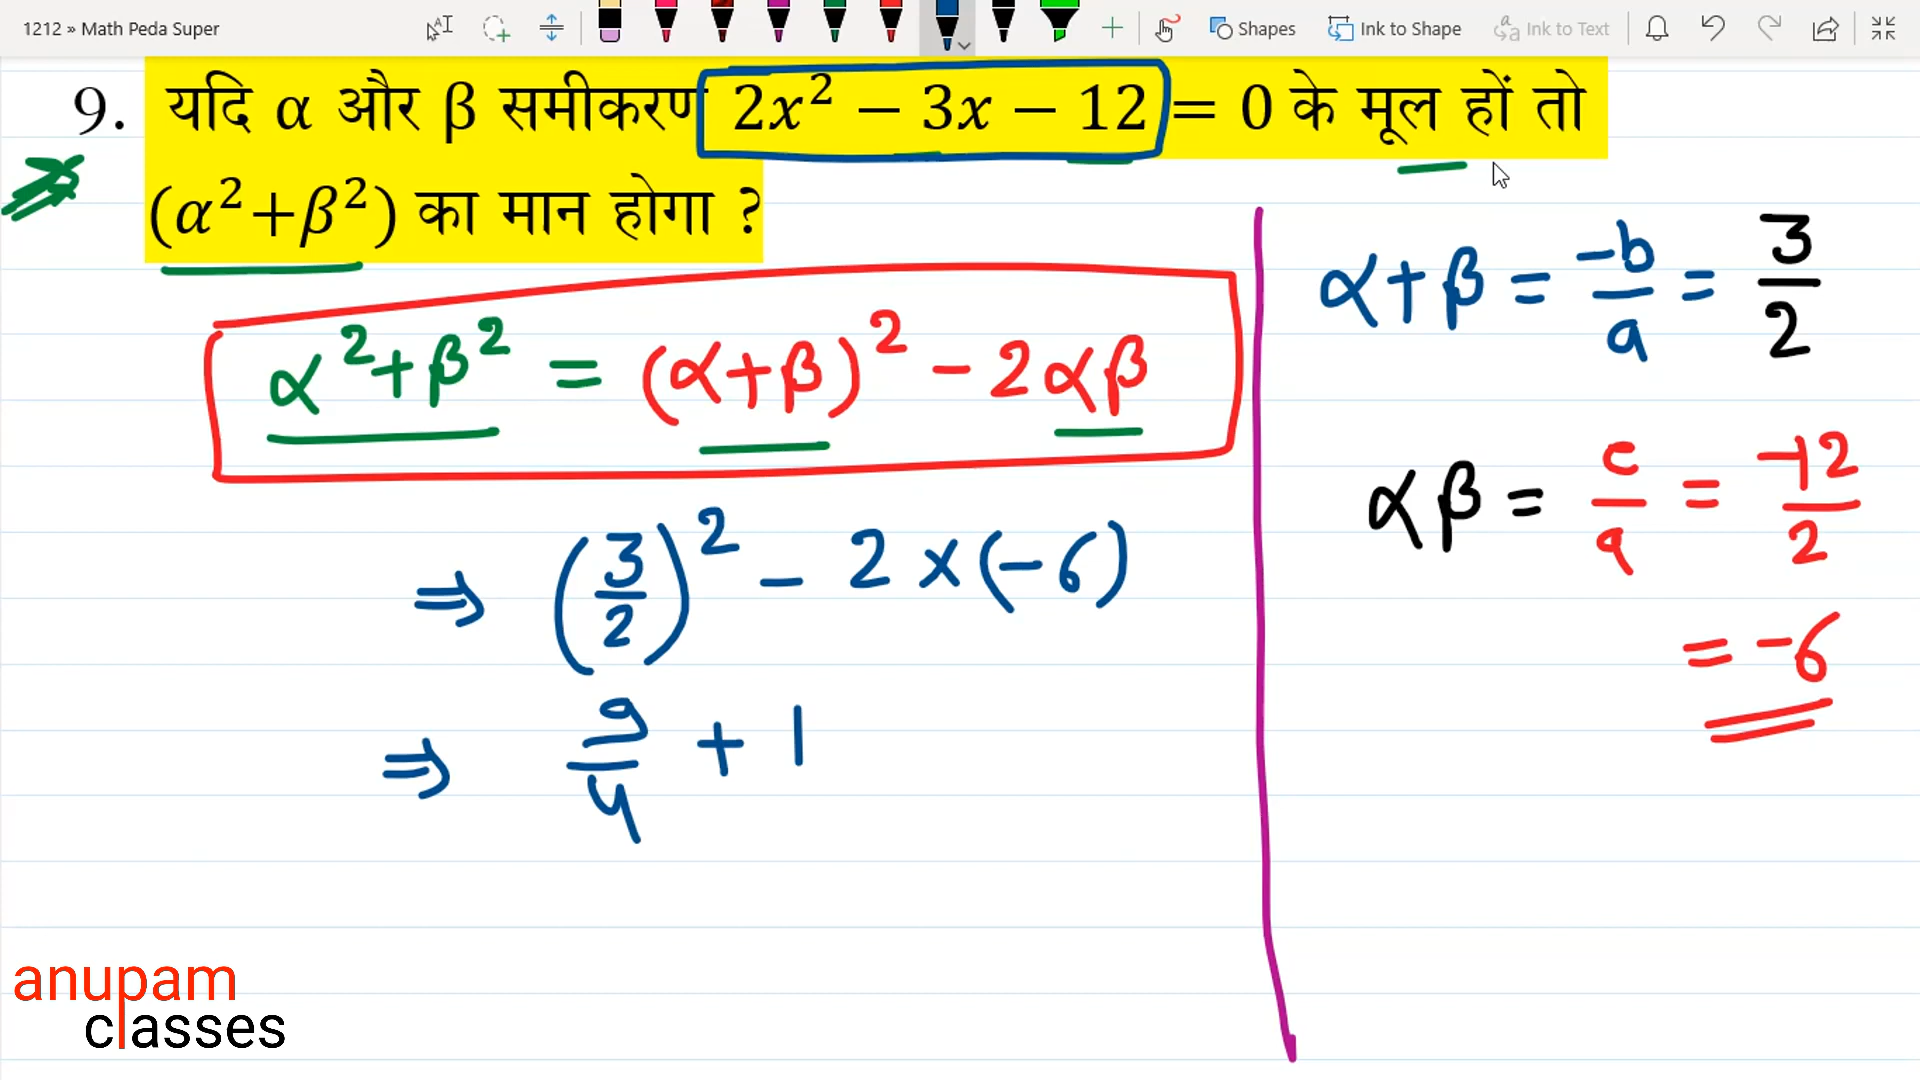 1212 » Math Peda Super
Shapes Ink to Shape Ink to Text
9. यदि α और β समीकरण 2x² − 3x − 12 = 0 के मूल हों तो
(α²+β²) का मान होगा ?
α² + β² = (α+β)² - 2αβ
⇒ (3/2)² - 2 × (-6)
⇒ 9/4 + 1
α+β = -b/a = 3/2
αβ = c/a = -12/2
= -6
anupam
classes